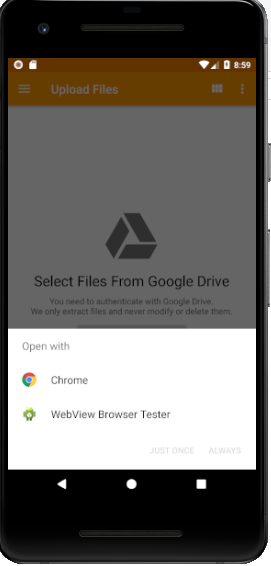 8:59
Upload Files
Select Files From Google Drive
You need to authenticate with Google Drive.
We only extract files and never modify or delete them.
Open with
Chrome
WebView Browser Tester
JUST ONCE ALWAYS